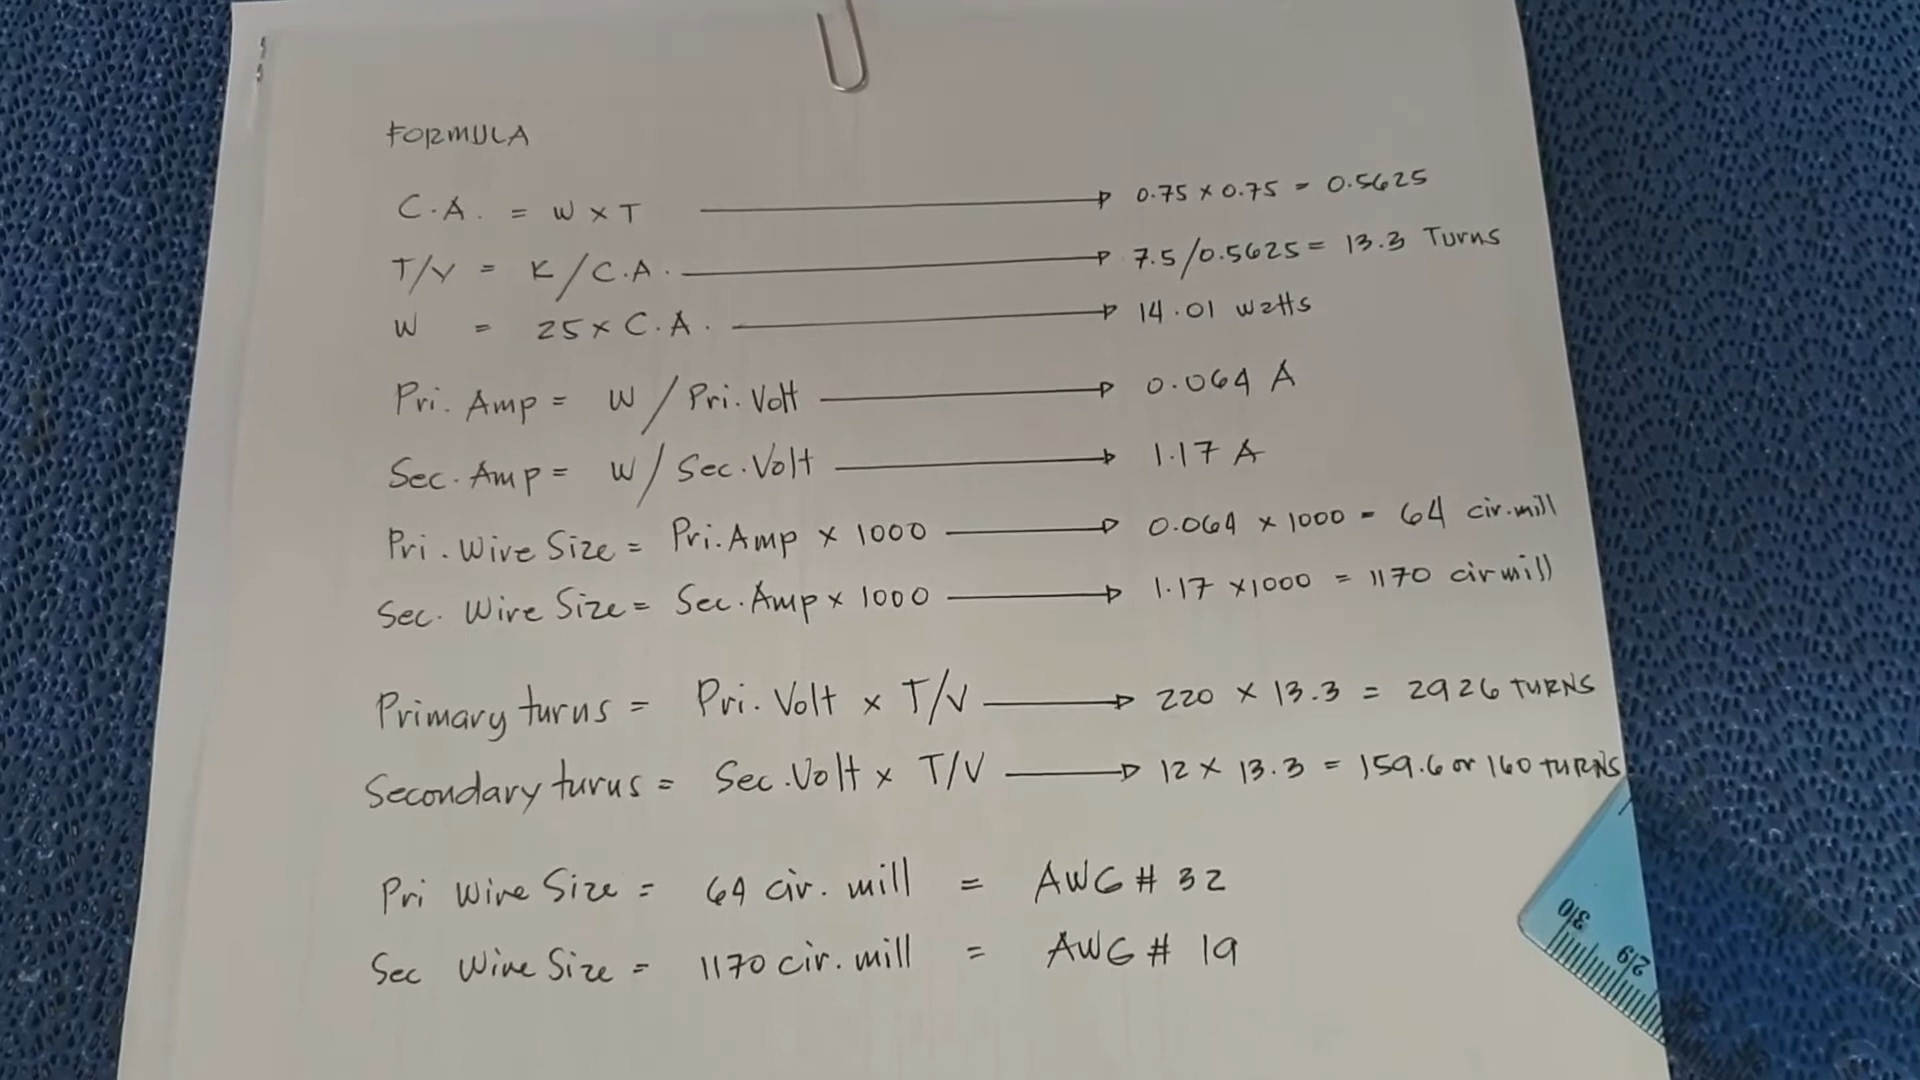 FORMULA
C.A. = W x T → 0.75 x 0.75 = 0.5625
T/V = K/C.A. → 7.5/0.5625 = 13.3 Turns
W = 25 x C.A. → 14.01 watts
Pri. Amp = W / Pri. Volt → 0.064 A
Sec. Amp = W / Sec. Volt → 1.17 A
Pri. Wire Size = Pri. Amp x 1000 → 0.064 x 1000 = 64 cir.mill
Sec. Wire Size = Sec. Amp x 1000 → 1.17 x 1000 = 1170 cir mill
Primary turns = Pri. Volt x T/V → 220 x 13.3 = 2926 TURNS
Secondary turns = Sec. Volt x T/V → 12 x 13.3 = 159.6 or 160 TURNS
Pri Wire Size = 64 cir. mill = AWG # 32
Sec Wire Size = 1170 cir. mill = AWG # 19
30
29